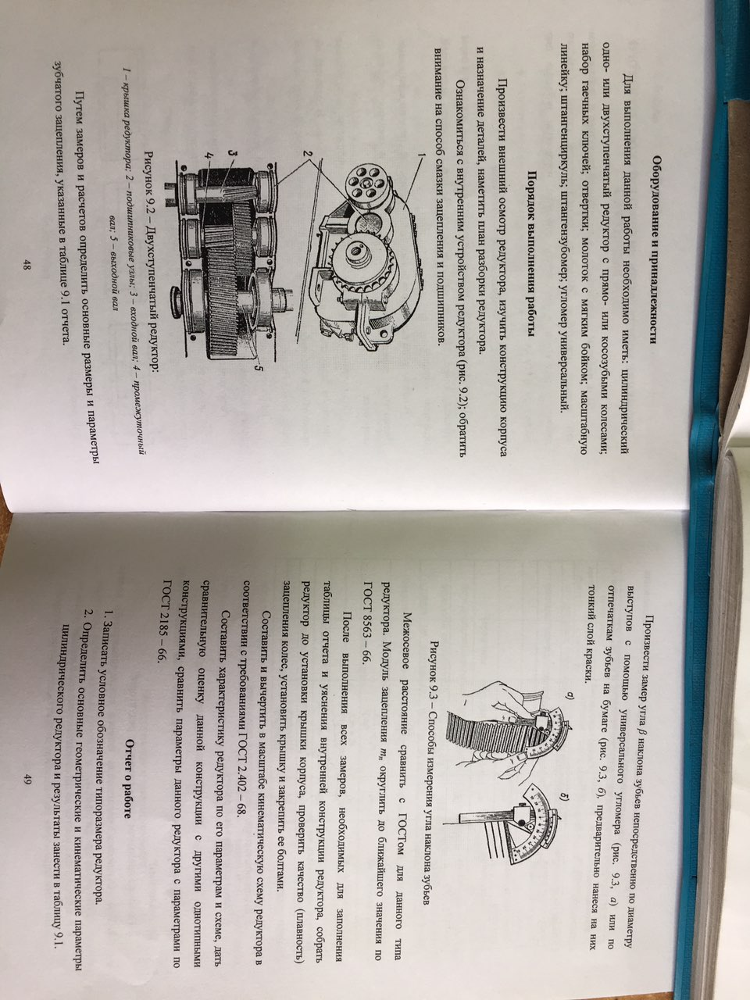 Оборудование и принадлежности
Для выполнения данной работы необходимо иметь: цилиндрический
одно- или двухступенчатый редуктор с прямо- или косозубыми колесами;
набор гаечных ключей; отвертки; молоток с мягким бойком; масштабную
линейку; штангенциркуль; штангензубомер; угломер универсальный.
Порядок выполнения работы
Произвести внешний осмотр редуктора, изучить конструкцию корпуса
и назначение деталей, наметить план разборки редуктора.
Ознакомиться с внутренним устройством редуктора (рис. 9.2); обратить
внимание на способ смазки зацепления и подшипников.
1
2
3
4
5
Рисунок 9.2 – Двухступенчатый редуктор:
1 – крышка редуктора; 2 – подшипниковые узлы; 3 – входной вал; 4 – промежуточный
вал; 5 – выходной вал
Путем замеров и расчетов определить основные размеры и параметры
зубчатого зацепления, указанные в таблице 9.1 отчета.
48
Произвести замер угла β наклона зубьев непосредственно по диаметру
выступов с помощью универсального угломера (рис. 9.3, а) или по
отпечаткам зубьев на бумаге (рис. 9.3, б), предварительно нанеся на них
тонкий слой краски.
а)
б)
Рисунок 9.3 – Способы измерения угла наклона зубьев
Межосевое расстояние сравнить с ГОСТом для данного типа
редуктора. Модуль зацепления mn округлить до ближайшего значения по
ГОСТ 8563 – 66.
После выполнения всех замеров, необходимых для заполнения
таблицы отчета и уяснения внутренней конструкции редуктора, собрать
редуктор до установки крышки корпуса, проверить качество (плавность)
зацепления колес, установить крышку и закрепить ее болтами.
Составить и вычертить в масштабе кинематическую схему редуктора в
соответствии с требованиями ГОСТ 2.402 – 68.
Составить характеристику редуктора по его параметрам и схеме, дать
сравнительную оценку данной конструкции с другими однотипными
конструкциями, сравнить параметры данного редуктора с параметрами по
ГОСТ 2185 – 66.
Отчет о работе
1. Записать условное обозначение типоразмера редуктора.
2. Определить основные геометрические и кинематические параметры
цилиндрического редуктора и результаты занести в таблицу 9.1.
49